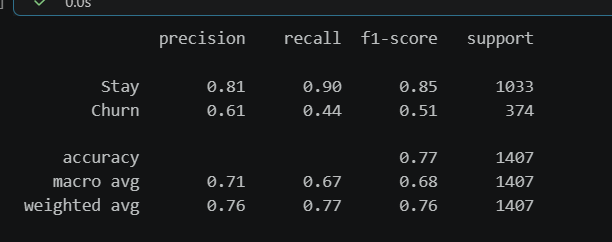 0.0s
precision recall f1-score support
Stay 0.81 0.90 0.85 1033
Churn 0.61 0.44 0.51 374
accuracy 0.77 1407
macro avg 0.71 0.67 0.68 1407
weighted avg 0.76 0.77 0.76 1407